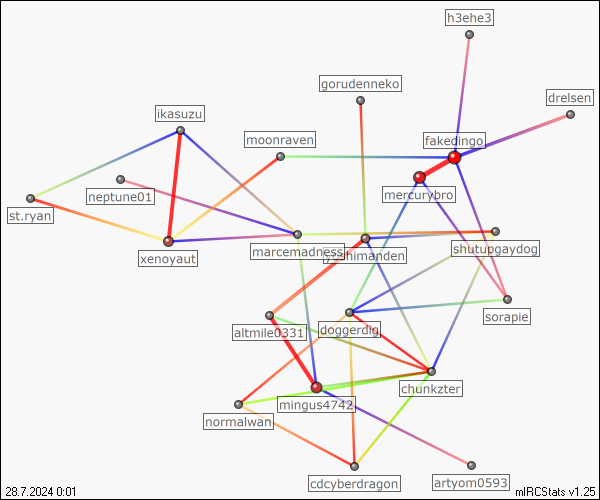 h3ehe3
gorudenneko
drelsen
ikasuzu
moonraven
fakedingo
neptune01
mercurybro
st.ryan
xenoyaut
marcemadness
shutupgaydog
sorapie
altmile0331
doggerdig
chunkzter
mingus4742
normalwan
cdcyberdragon
artyom0593
28.7.2024 0:01
mIRCStats v1.25